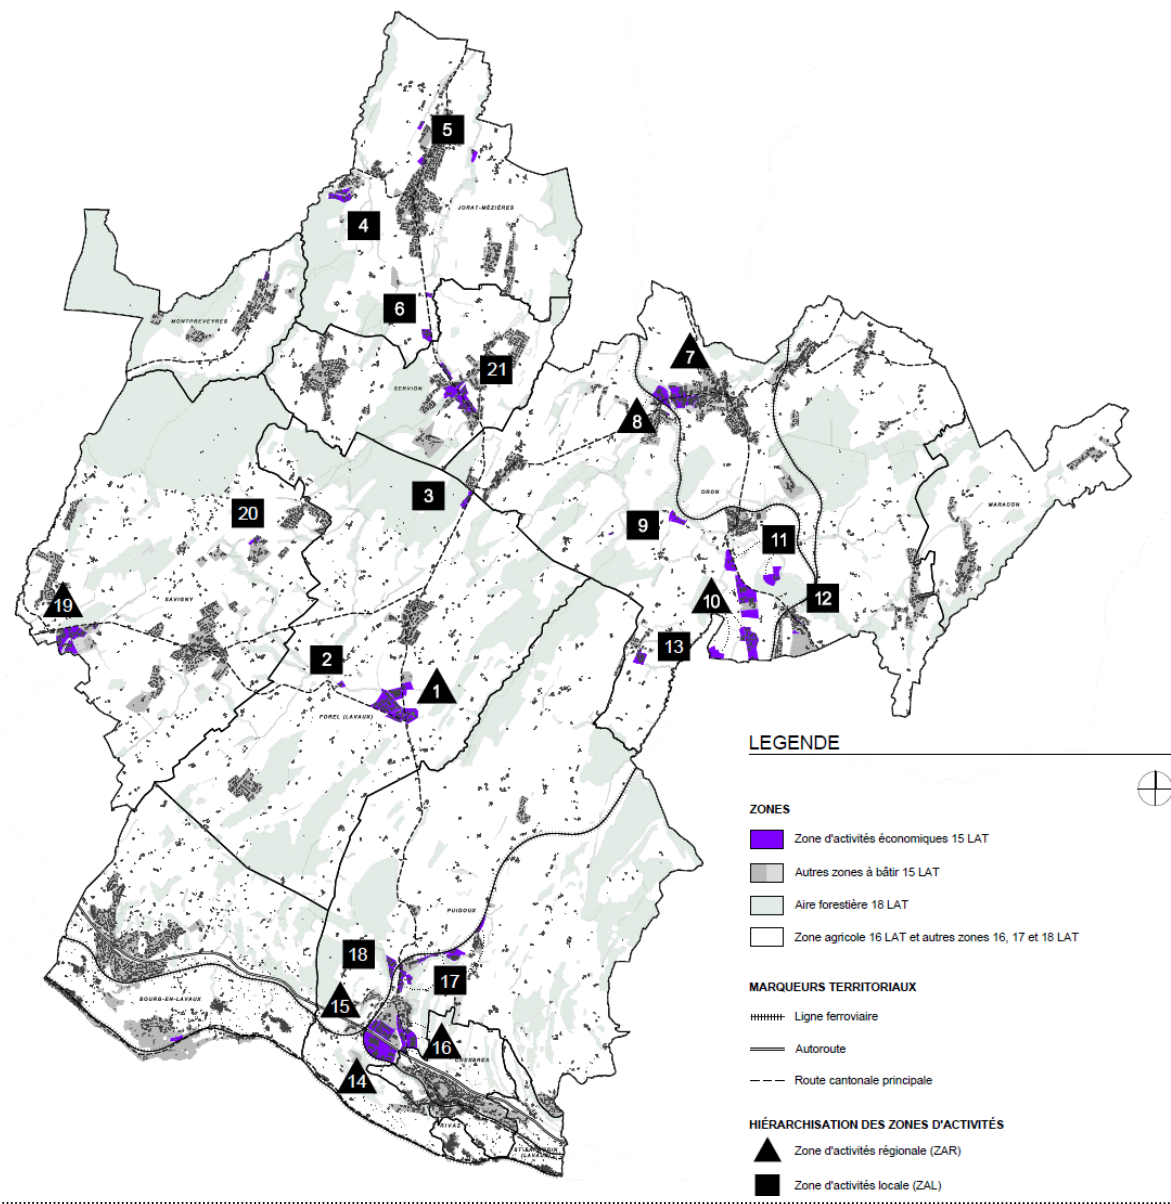 5
JORAT-MÉZIÈRES
4
6
MONTPREVEYRES
7
21
SERVION
8
3
20
9
ORON
MARACON
11
19
10
12
SAVIGNY
13
2
1
FOREL (LAVAUX)
PUIDOUX
18
17
15
BOURG-EN-LAVAUX
16
CHEXBRES
14
RIVAZ
ST-SAPHORIN
(LAVAUX)
LEGENDE
ZONES
Zone d'activités économiques 15 LAT
Autres zones à bâtir 15 LAT
Aire forestière 18 LAT
Zone agricole 16 LAT et autres zones 16, 17 et 18 LAT
MARQUEURS TERRITORIAUX
Ligne ferroviaire
Autoroute
Route cantonale principale
HIÉRARCHISATION DES ZONES D'ACTIVITÉS
Zone d'activités régionale (ZAR)
Zone d'activités locale (ZAL)